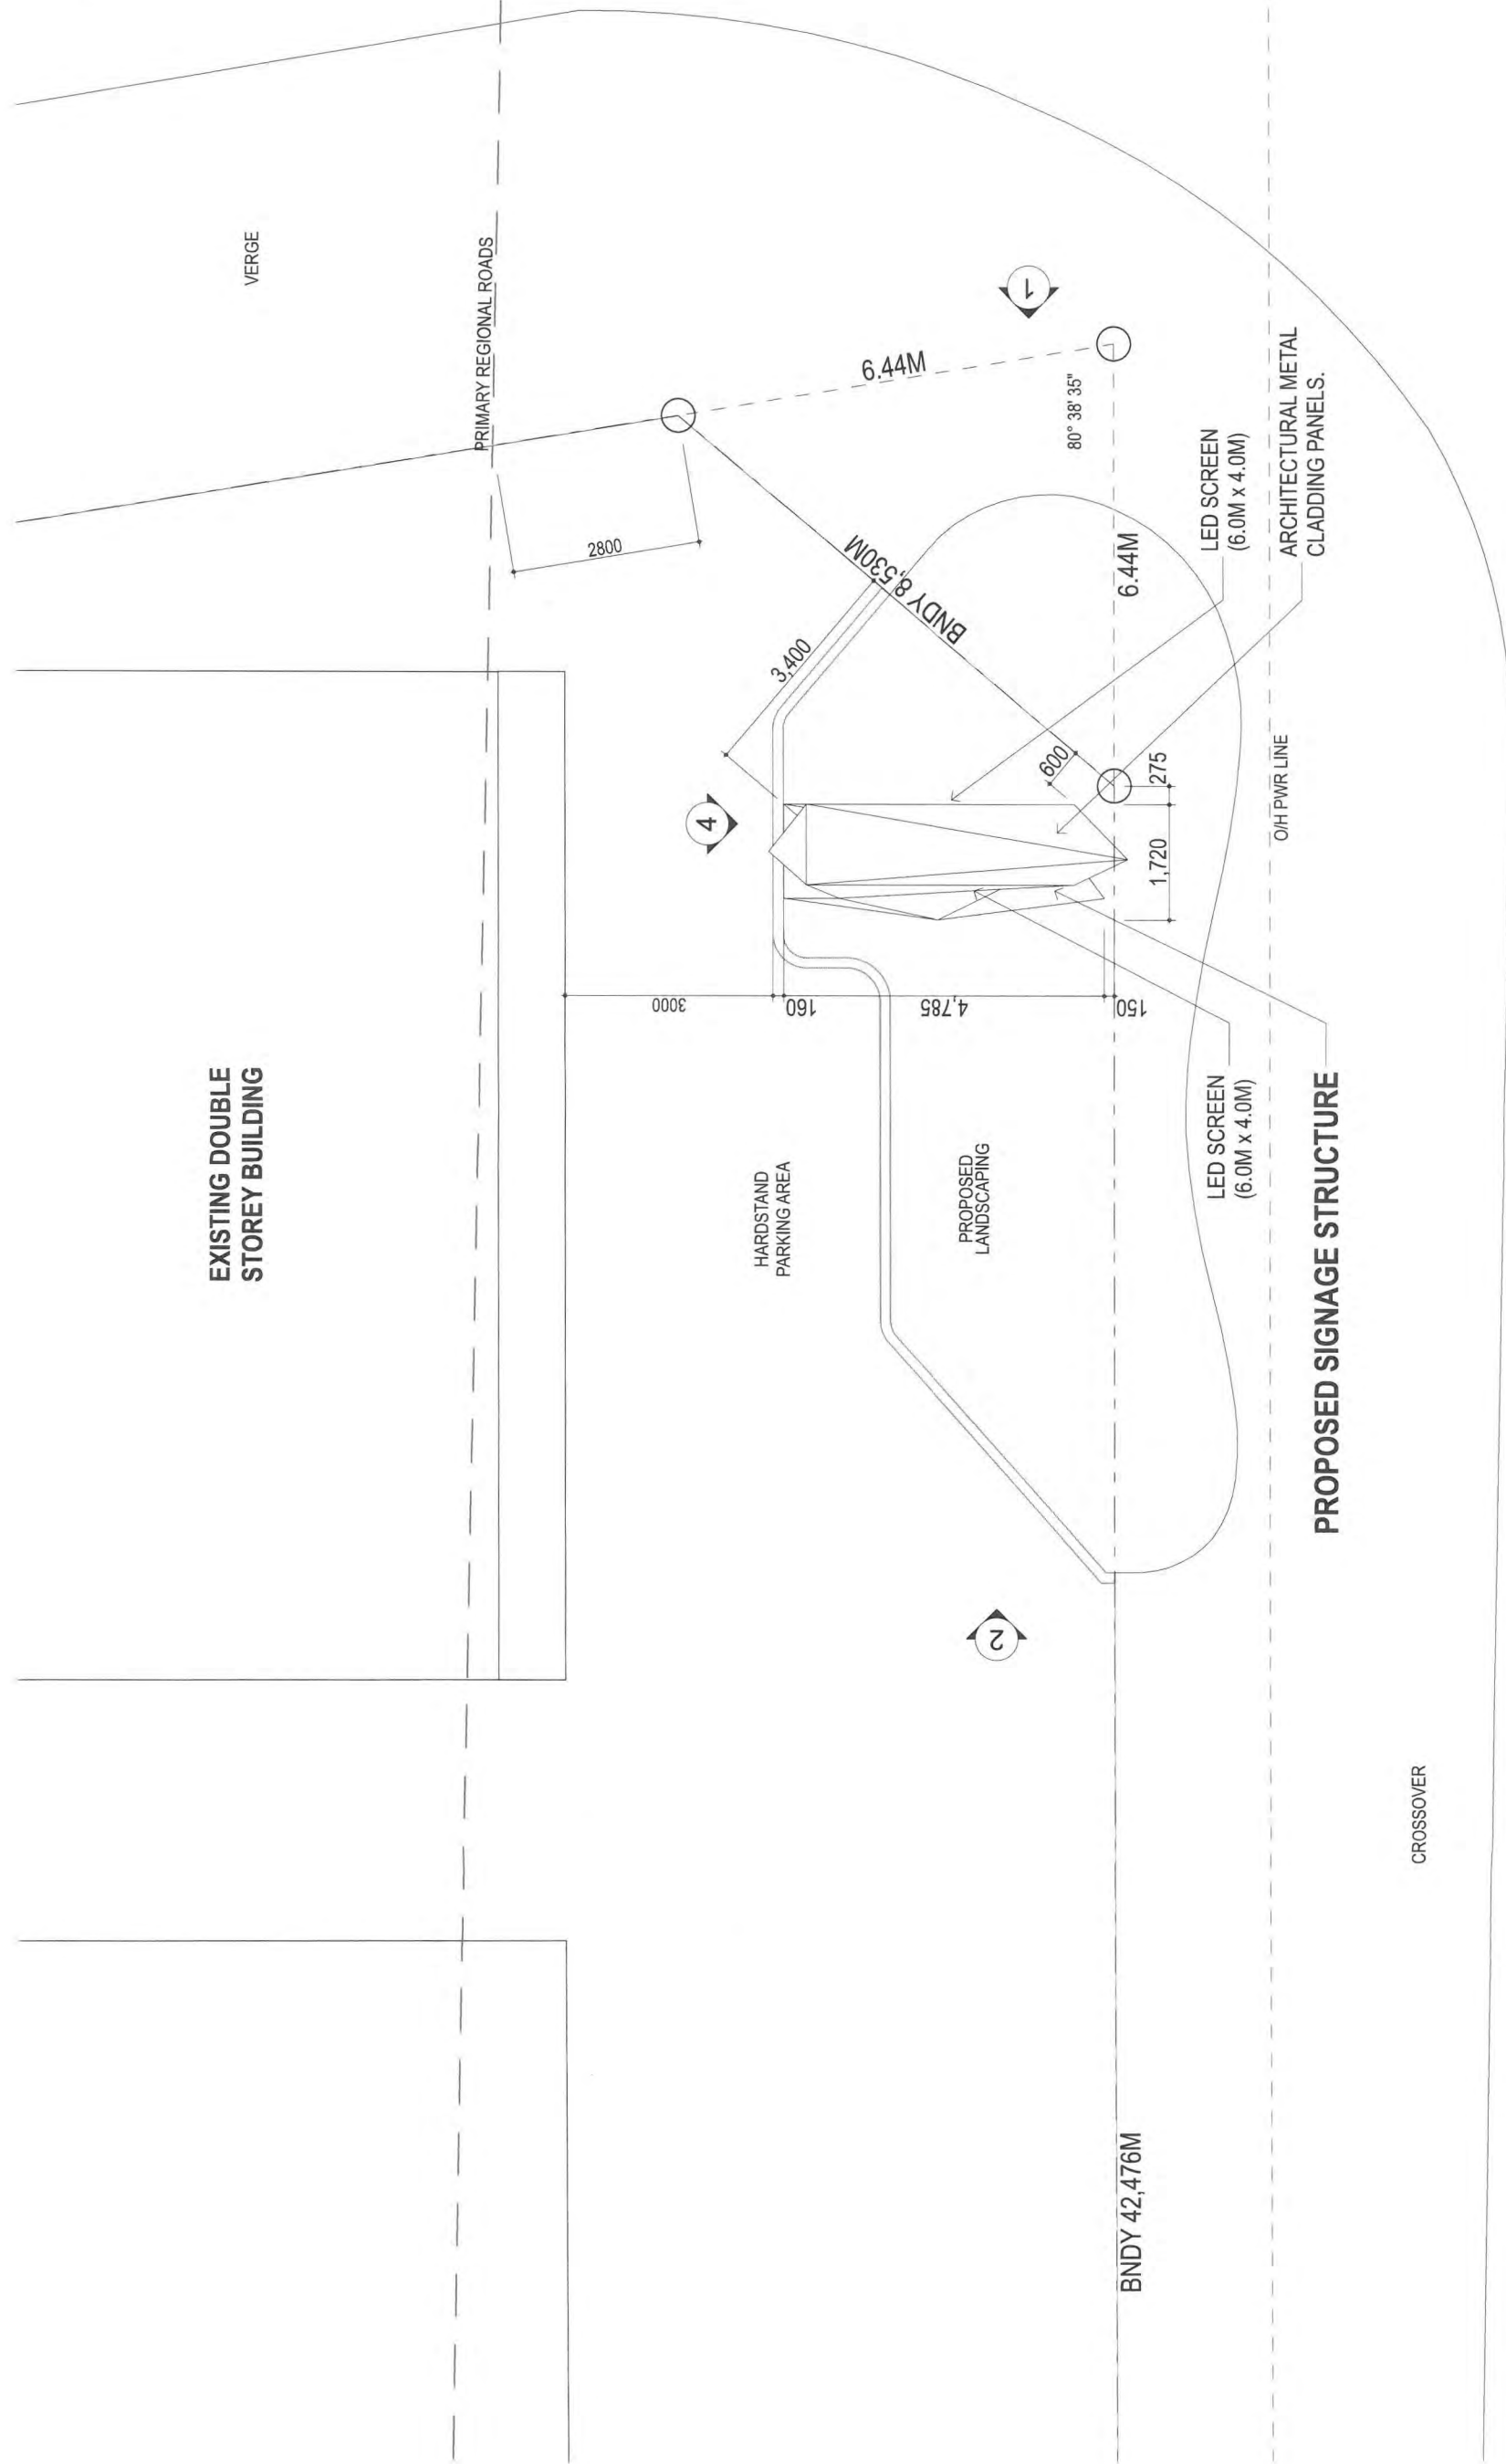 VERGE
PRIMARY REGIONAL ROADS
EXISTING DOUBLE
STOREY BUILDING
2800
6.44M
1
80° 38' 35"
BNDY 8,530M
3,400
6.44M
LED SCREEN
(6.0M x 4.0M)
ARCHITECTURAL METAL
CLADDING PANELS.
4
600
275
1,720
O/H PWR LINE
3000
160
4,785
150
HARDSTAND
PARKING AREA
PROPOSED
LANDSCAPING
LED SCREEN
(6.0M x 4.0M)
PROPOSED SIGNAGE STRUCTURE
2
CROSSOVER
BNDY 42,476M